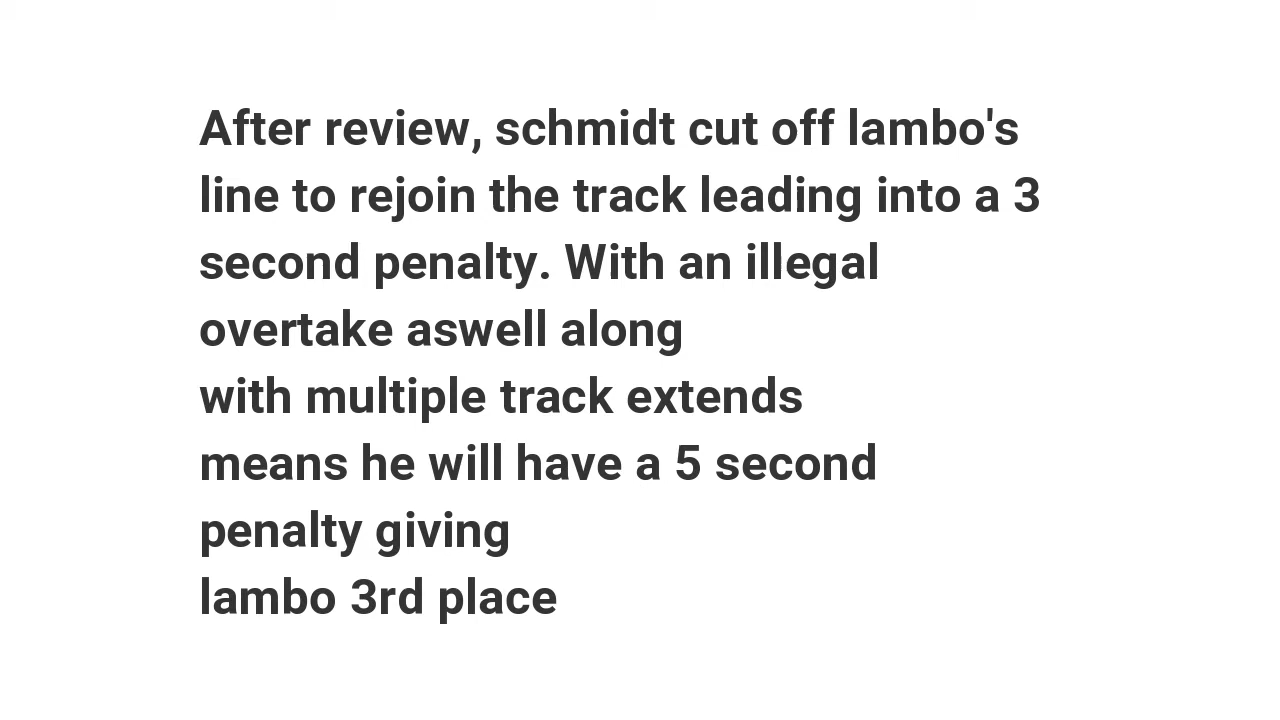 After review, schmidt cut off lambo's
line to rejoin the track leading into a 3
second penalty. With an illegal
overtake aswell along
with multiple track extends
means he will have a 5 second
penalty giving
lambo 3rd place